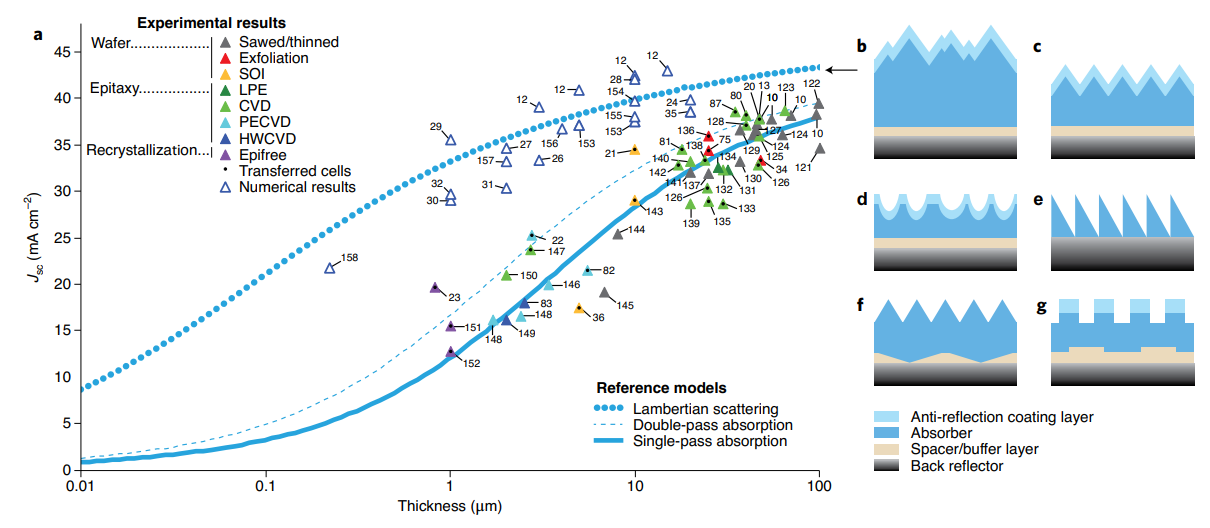 a
Experimental results
Wafer....................
Sawed/thinned
Exfoliation
SOI
Epitaxy..................
LPE
CVD
PECVD
HWCVD
Recrystallization...
Epifree
Transferred cells
Numerical results
Jsc (mA cm−2)
45
40
35
30
25
20
15
10
5
0
0.01
0.1
1
10
100
Thickness (μm)
12
12
12
12
28
154
155
153
24
35
29
27
156
153
157
26
32
30
31
158
21
143
144
22
147
150
146
82
83
148
148
149
36
145
23
151
152
87
80
20
13
10
123
122
10
128
127
124
124
10
136
75
129
125
121
81
138
134
34
140
130
126
142
141
137
132
131
126
139
135
133
Reference models
Lambertian scattering
Double-pass absorption
Single-pass absorption
b
c
d
e
f
g
Anti-reflection coating layer
Absorber
Spacer/buffer layer
Back reflector